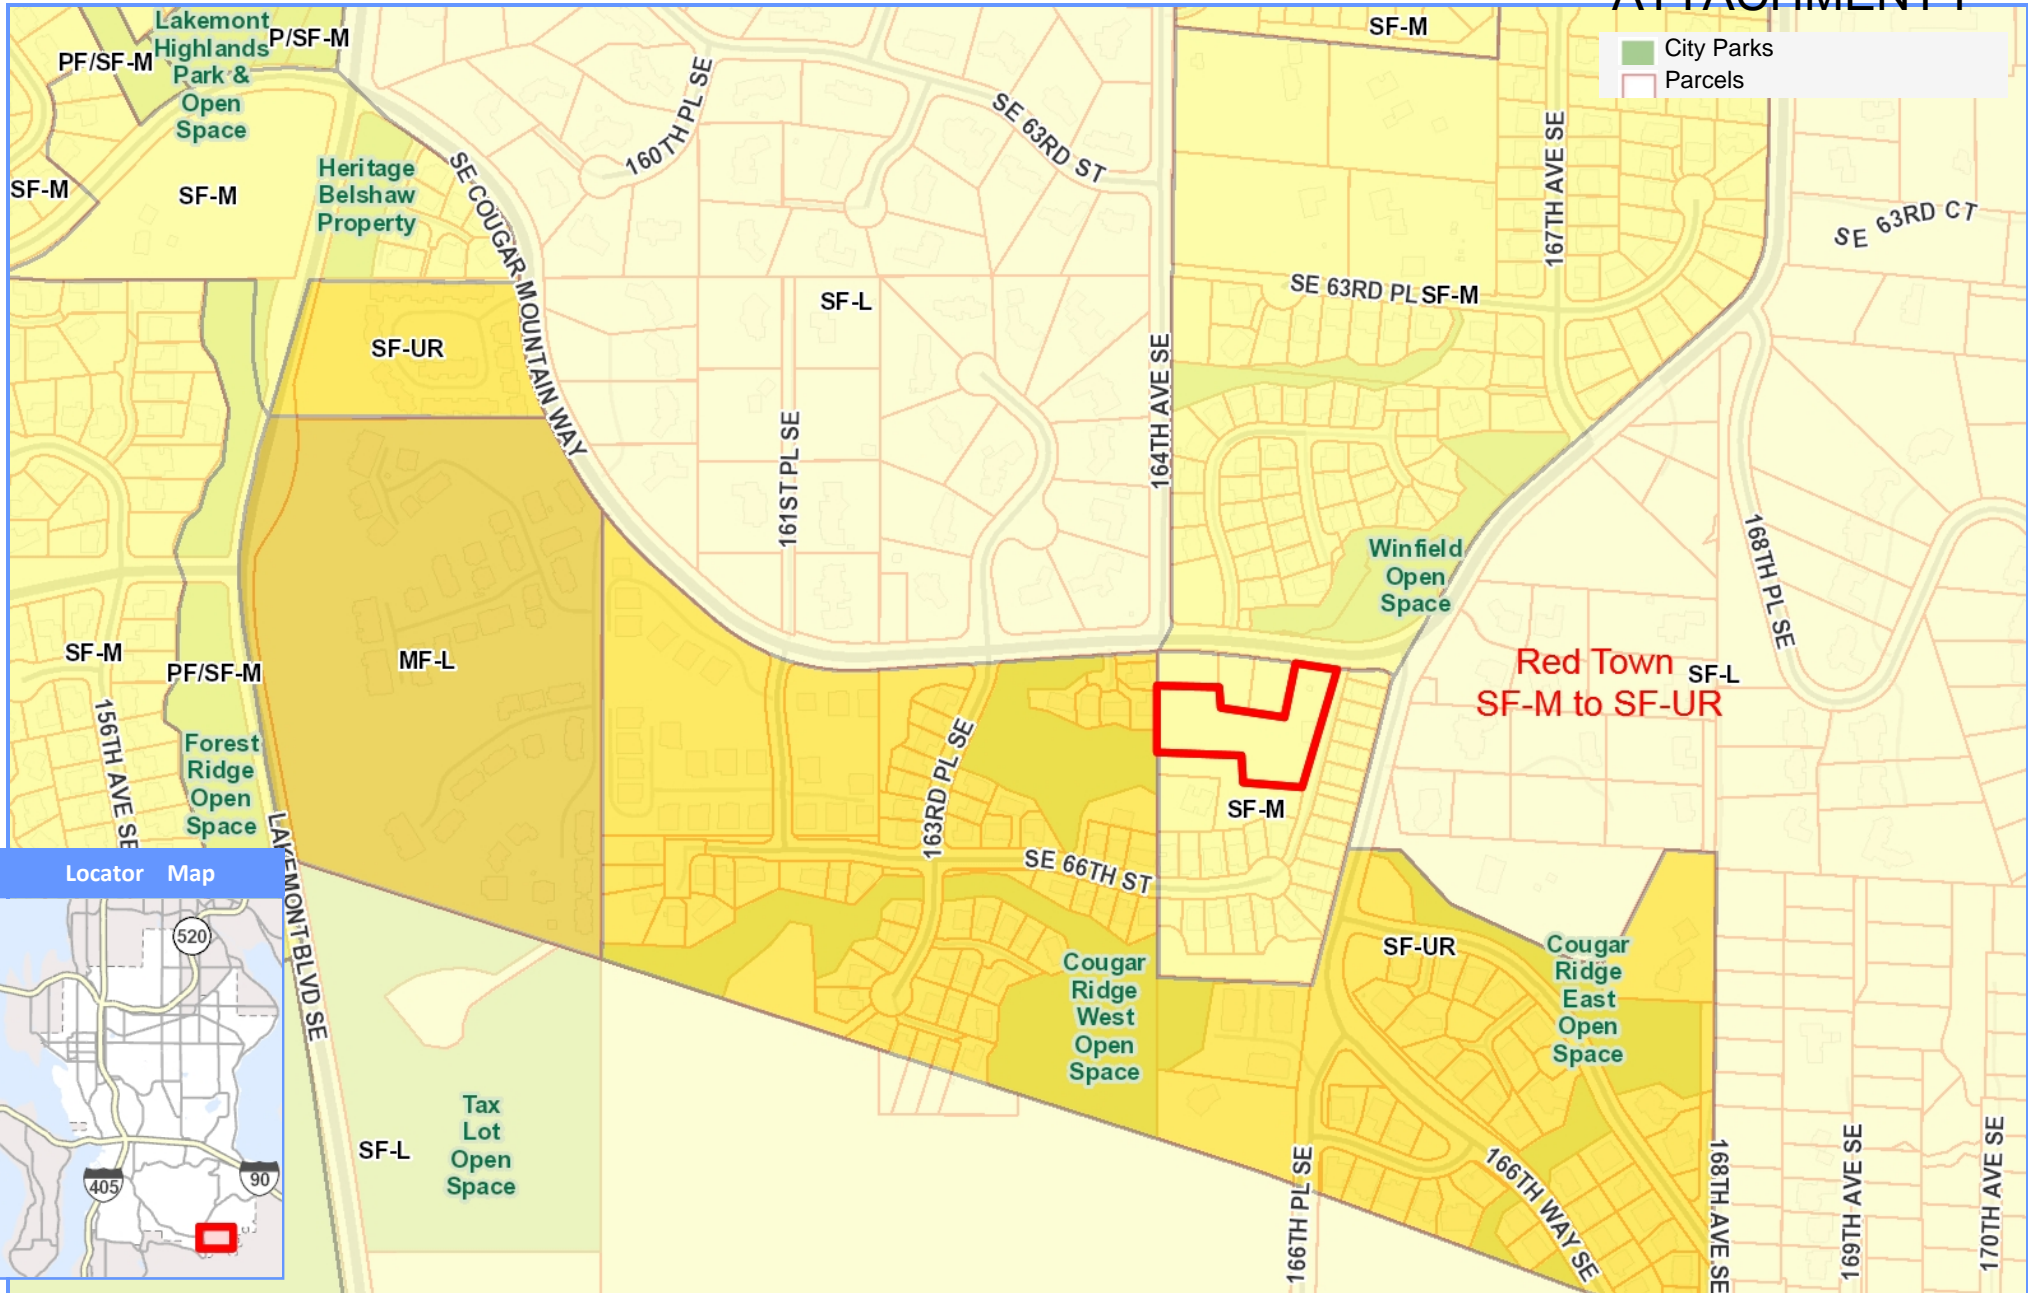 ATTACHMENT 1
City Parks
Parcels
Lakemont
Highlands
Park &
Open
Space
P/SF-M
PF/SF-M
SF-M
SF-M
SF-M
Heritage
Belshaw
Property
SE COUGAR MOUNTAIN WAY
160TH PL SE
SE 63RD ST
167TH AVE SE
SE 63RD CT
SE 63RD PL
SF-M
SF-L
SF-UR
161ST PL SE
164TH AVE SE
Winfield
Open
Space
168TH PL SE
SF-M
PF/SF-M
MF-L
Red Town
SF-M to SF-UR
SF-L
156TH AVE SE
Forest
Ridge
Open
Space
163RD PL SE
SF-M
SE 66TH ST
LAKEMONT BLVD SE
Locator Map
520
405
90
Cougar
Ridge
West
Open
Space
SF-UR
Cougar
Ridge
East
Open
Space
Tax
Lot
Open
Space
SF-L
166TH PL SE
166TH WAY SE
168TH AVE SE
169TH AVE SE
170TH AVE SE